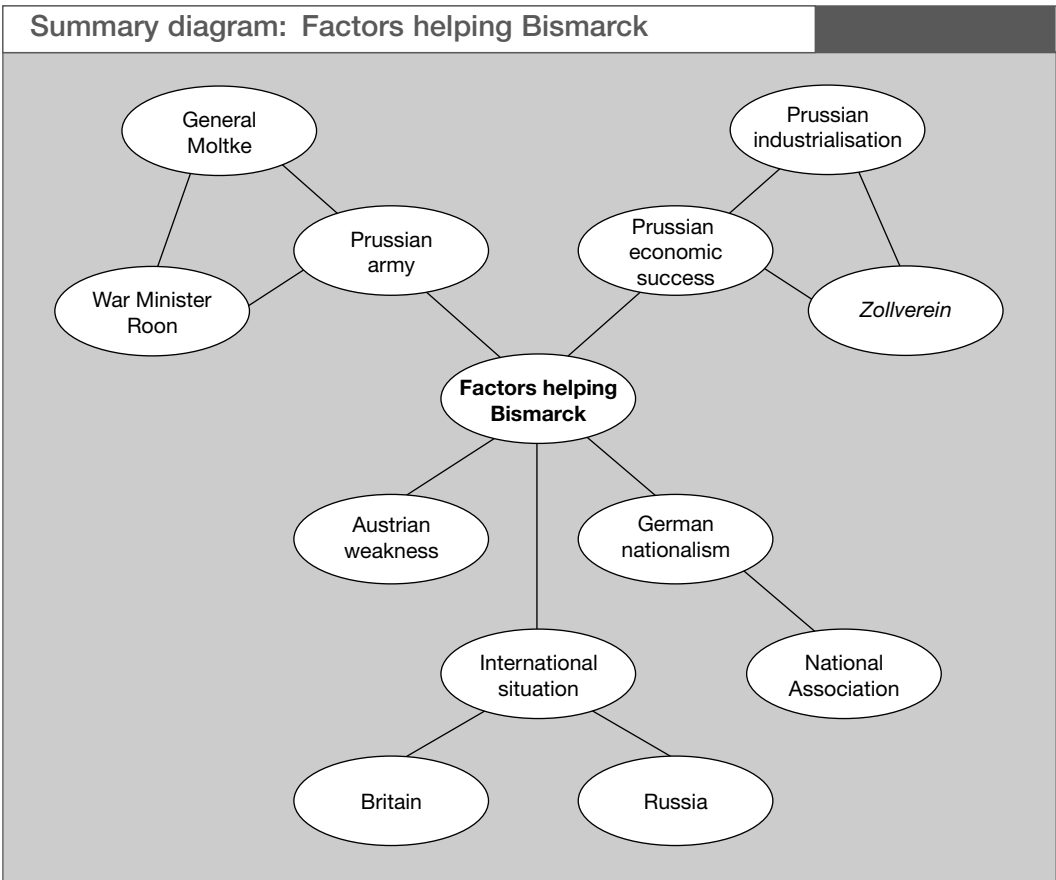 Summary diagram: Factors helping Bismarck
General
Moltke
Prussian
industrialisation
Prussian
army
Prussian
economic
success
War Minister
Roon
Zollverein
Factors helping
Bismarck
Austrian
weakness
German
nationalism
International
situation
National
Association
Britain
Russia